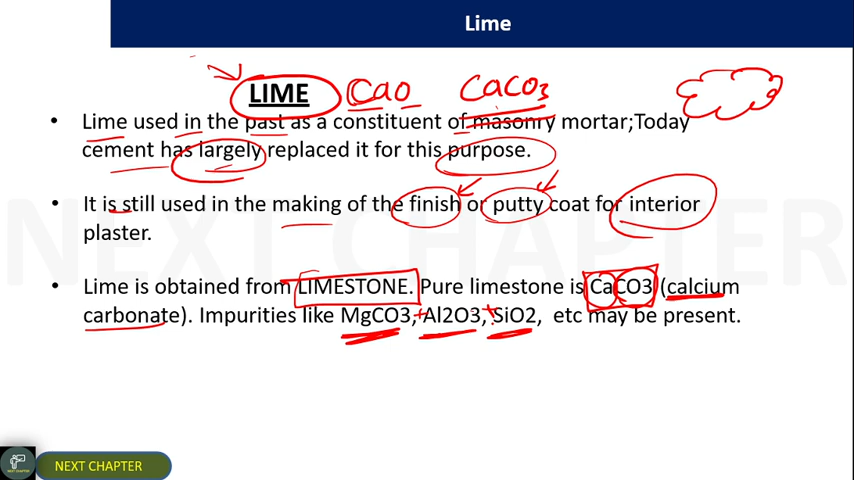 Lime
LIME CaO CaCO3
• Lime used in the past as a constituent of masonry mortar;Today
cement has largely replaced it for this purpose.
• It is still used in the making of the finish or putty coat for interior
plaster.
• Lime is obtained from LIMESTONE. Pure limestone is CaCO3 (calcium
carbonate). Impurities like MgCO3,+Al2O3,+SiO2, etc may be present.
NEXT CHAPTER
NEXT CHAPTER